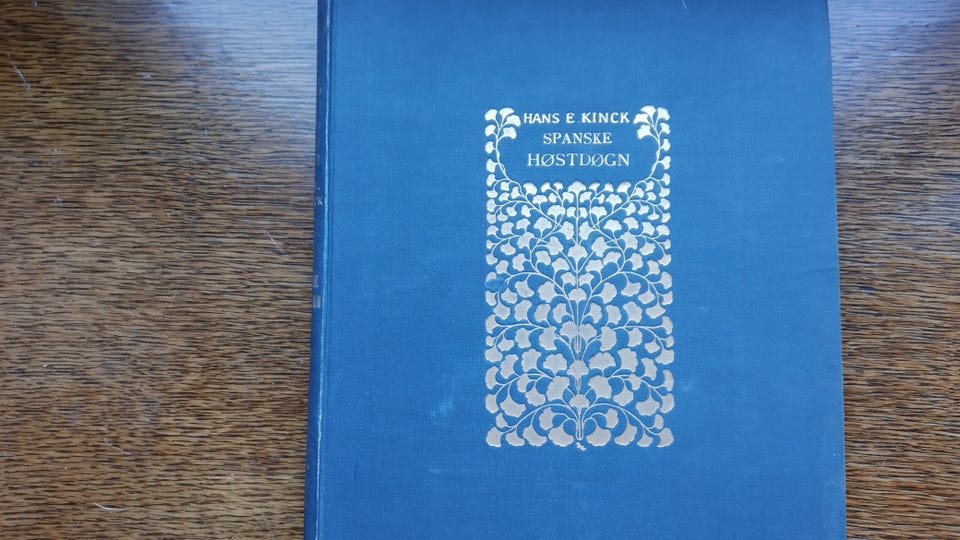 HANS E. KINCK
SPANSKE
HØSTDØGN